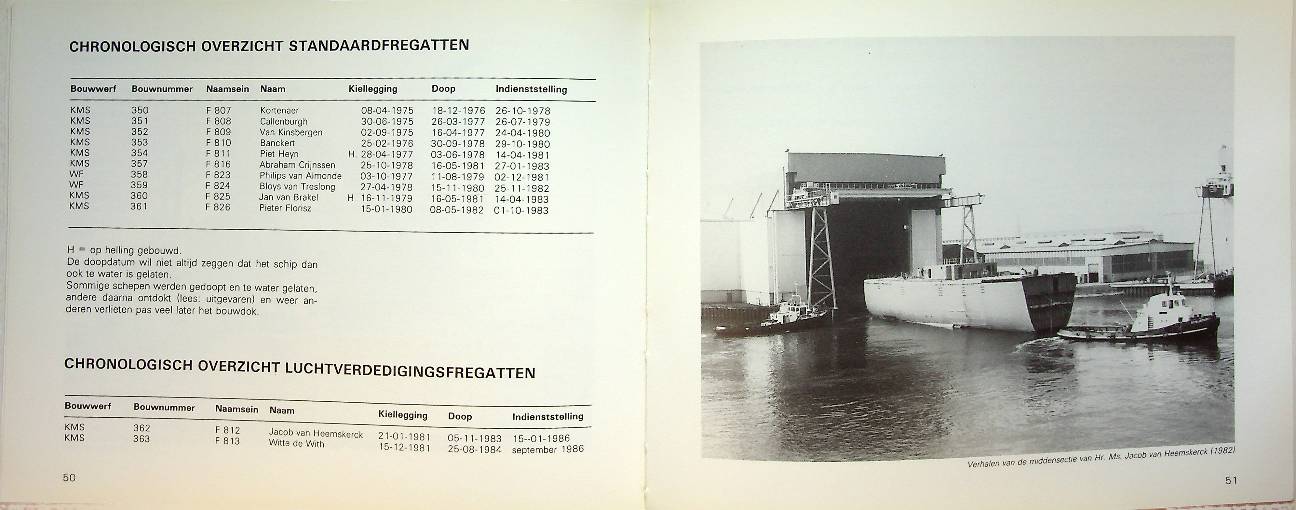 CHRONOLOGISCH OVERZICHT STANDAARDFREGATTEN
Bouwwerf Bouwnummer Naamsein Naam Kiellegging Doop Indienststelling
KMS 350 F 807 Kortenaer 08-04-1975 18-12-1976 26-10-1978
KMS 351 F 808 Callenburgh 30-06-1975 26-03-1977 26-07-1979
KMS 352 F 809 Van Kinsbergen 02-09-1975 16-04-1977 24-04-1980
KMS 353 F 810 Banckert 25-02-1976 30-09-1978 29-10-1980
KMS 354 F 811 Piet Heyn H 28-04-1977 03-06-1978 14-04-1981
KMS 357 F 816 Abraham Crijnssen 25-10-1978 16-05-1981 27-01-1983
WF 358 F 823 Philips van Almonde 03-10-1977 11-08-1979 02-12-1981
WF 359 F 824 Bloys van Treslong 27-04-1978 15-11-1980 25-11-1982
KMS 360 F 825 Jan van Brakel H 16-11-1979 16-05-1981 14-04-1983
KMS 361 F 826 Pieter Florisz 15-01-1980 08-05-1982 01-10-1983
H = op helling gebouwd.
De doopdatum wil niet altijd zeggen dat het schip dan
ook te water is gelaten.
Sommige schepen werden gedoopt en te water gelaten,
andere daarna ontdokt (lees: uitgevaren) en weer an-
deren verlieten pas veel later het bouwdok.
CHRONOLOGISCH OVERZICHT LUCHTVERDEDIGINGSFREGATTEN
Bouwwerf Bouwnummer Naamsein Naam Kiellegging Doop Indienststelling
KMS 362 F 812 Jacob van Heemskerck 21-01-1981 05-11-1983 15--01-1986
KMS 363 F 813 Witte de With 15-12-1981 25-08-1984 september 1986
50
Verhalen van de middensectie van Hr. Ms. Jacob van Heemskerck (1982)
51